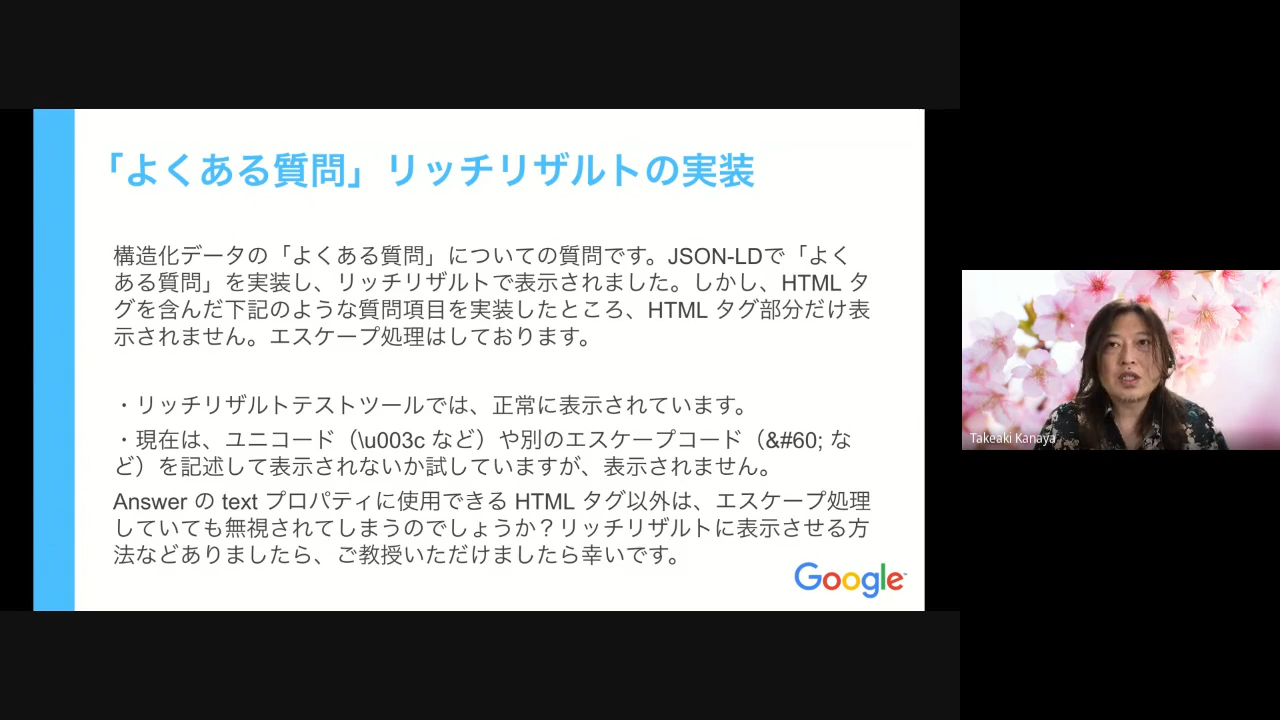 「よくある質問」リッチリザルトの実装
構造化データの「よくある質問」についての質問です。JSON-LDで「よく
ある質問」を実装し、リッチリザルトで表示されました。しかし、HTML タ
グを含んだ下記のような質問項目を実装したところ、HTML タグ部分だけ表
示されません。エスケープ処理はしております。
・リッチリザルトテストツールでは、正常に表示されています。
・現在は、ユニコード（\u003c など）や別のエスケープコード（&#60; な
ど）を記述して表示されないか試していますが、表示されません。
Answer の text プロパティに使用できる HTML タグ以外は、エスケープ処理
していても無視されてしまうのでしょうか？リッチリザルトに表示させる方
法などありましたら、ご教授いただけましたら幸いです。
Google
Takeaki Kanaya